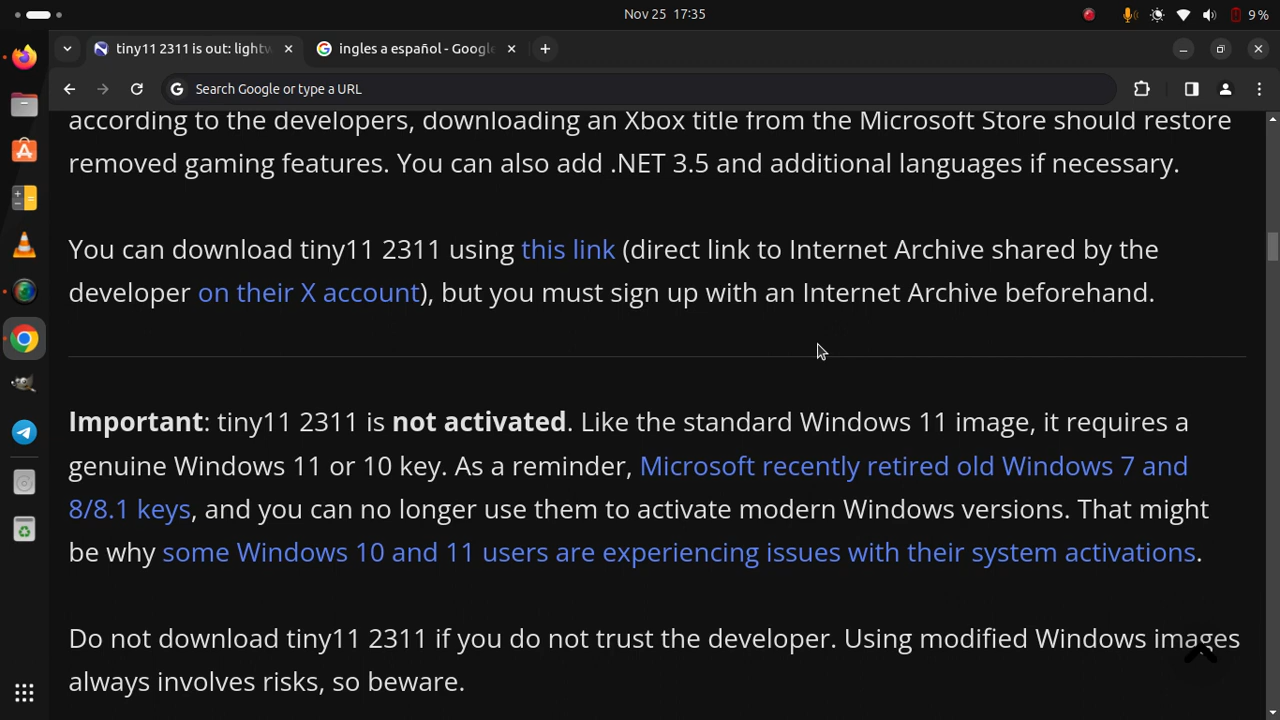 Nov 25 17:35
9 %
tiny11 2311 is out: lightw
ingles a español - Google
Search Google or type a URL
according to the developers, downloading an Xbox title from the Microsoft Store should restore
removed gaming features. You can also add .NET 3.5 and additional languages if necessary.
You can download tiny11 2311 using this link (direct link to Internet Archive shared by the
developer on their X account), but you must sign up with an Internet Archive beforehand.
Important: tiny11 2311 is not activated. Like the standard Windows 11 image, it requires a
genuine Windows 11 or 10 key. As a reminder, Microsoft recently retired old Windows 7 and
8/8.1 keys, and you can no longer use them to activate modern Windows versions. That might
be why some Windows 10 and 11 users are experiencing issues with their system activations.
Do not download tiny11 2311 if you do not trust the developer. Using modified Windows images
always involves risks, so beware.